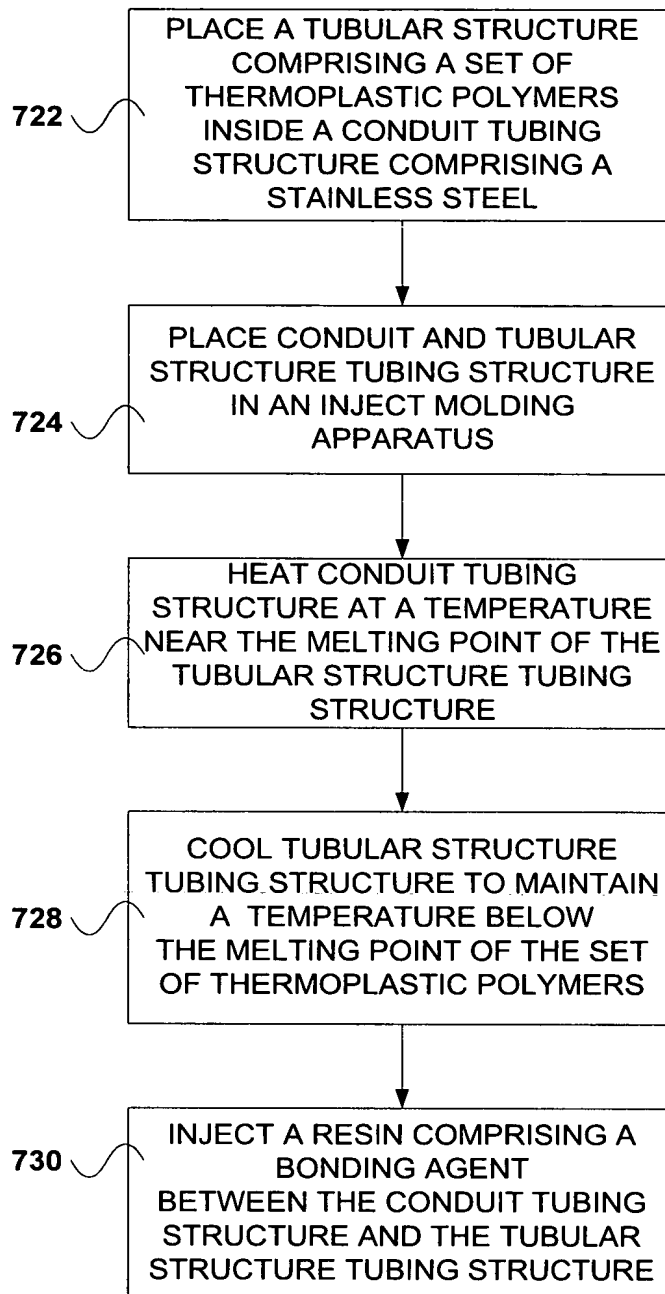 PLACE A TUBULAR STRUCTURE
COMPRISING A SET OF
THERMOPLASTIC POLYMERS
722
INSIDE A CONDUIT TUBING
STRUCTURE COMPRISING A
STAINLESS STEEL
PLACE CONDUIT AND TUBULAR
STRUCTURE TUBING STRUCTURE
IN AN INJECT MOLDING
724
APPARATUS
HEAT CONDUIT TUBING
STRUCTURE AT A TEMPERATURE
726
NEAR THE MELTING POINT OF THE
TUBULAR STRUCTURE TUBING
STRUCTURE
COOL TUBULAR STRUCTURE
TUBING STRUCTURE TO MAINTAIN
728
A TEMPERATURE BELOW
THE MELTING POINT OF THE SET
OF THERMOPLASTIC POLYMERS
INJECT A RESIN COMPRISING A
730
BONDING AGENT
BETWEEN THE CONDUIT TUBING
STRUCTURE AND THE TUBULAR
STRUCTURE TUBING STRUCTURE